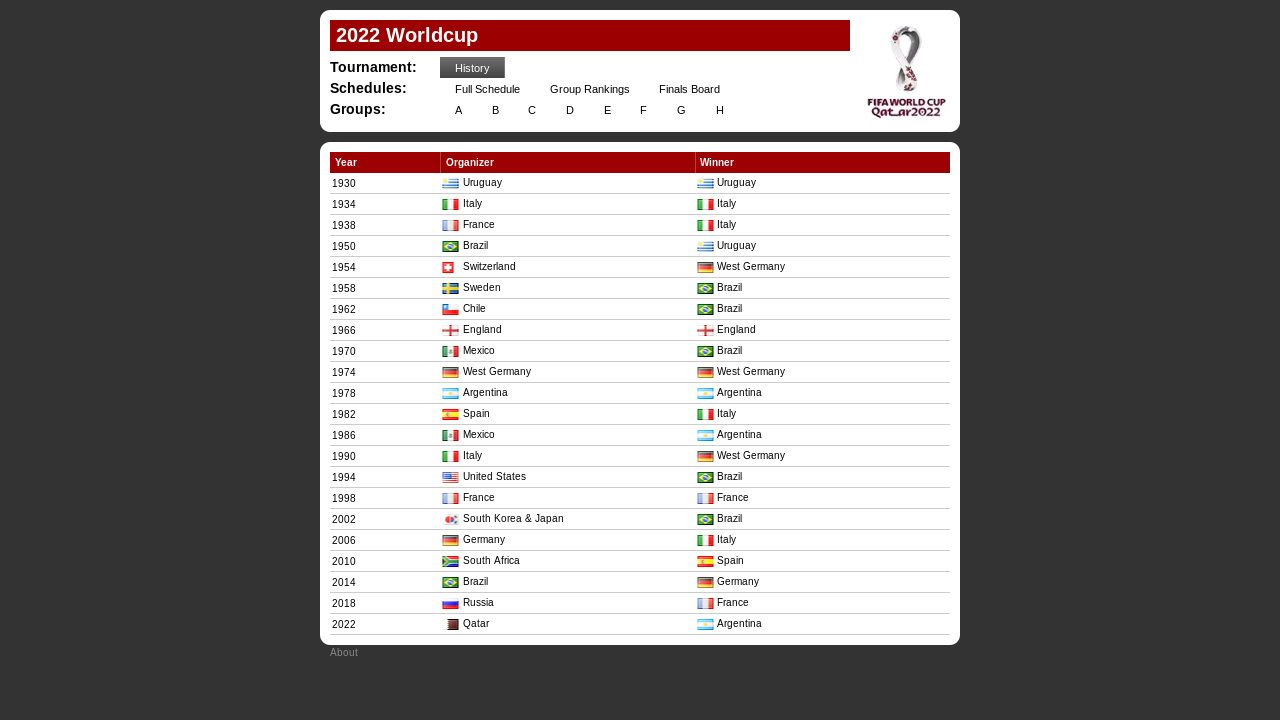 2022 Worldcup
Tournament: History
Schedules: Full Schedule Group Rankings Finals Board
Groups: A B C D E F G H
FIFA WORLD CUP
Qatar2022
Year Organizer Winner
1930 Uruguay Uruguay
1934 Italy Italy
1938 France Italy
1950 Brazil Uruguay
1954 Switzerland West Germany
1958 Sweden Brazil
1962 Chile Brazil
1966 England England
1970 Mexico Brazil
1974 West Germany West Germany
1978 Argentina Argentina
1982 Spain Italy
1986 Mexico Argentina
1990 Italy West Germany
1994 United States Brazil
1998 France France
2002 South Korea & Japan Brazil
2006 Germany Italy
2010 South Africa Spain
2014 Brazil Germany
2018 Russia France
2022 Qatar Argentina
About